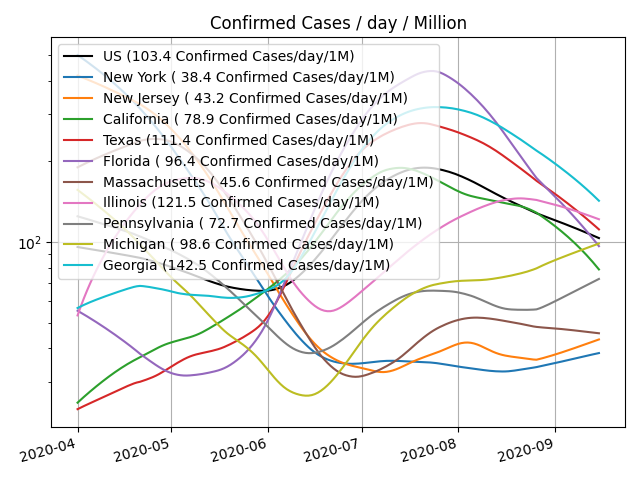 Confirmed Cases / day / Million
US (103.4 Confirmed Cases/day/1M)
New York ( 38.4 Confirmed Cases/day/1M)
New Jersey ( 43.2 Confirmed Cases/day/1M)
California ( 78.9 Confirmed Cases/day/1M)
Texas (111.4 Confirmed Cases/day/1M)
Florida ( 96.4 Confirmed Cases/day/1M)
Massachusetts ( 45.6 Confirmed Cases/day/1M)
Illinois (121.5 Confirmed Cases/day/1M)
Pennsylvania ( 72.7 Confirmed Cases/day/1M)
Michigan ( 98.6 Confirmed Cases/day/1M)
Georgia (142.5 Confirmed Cases/day/1M)
10²
2020-04 2020-05 2020-06 2020-07 2020-08 2020-09